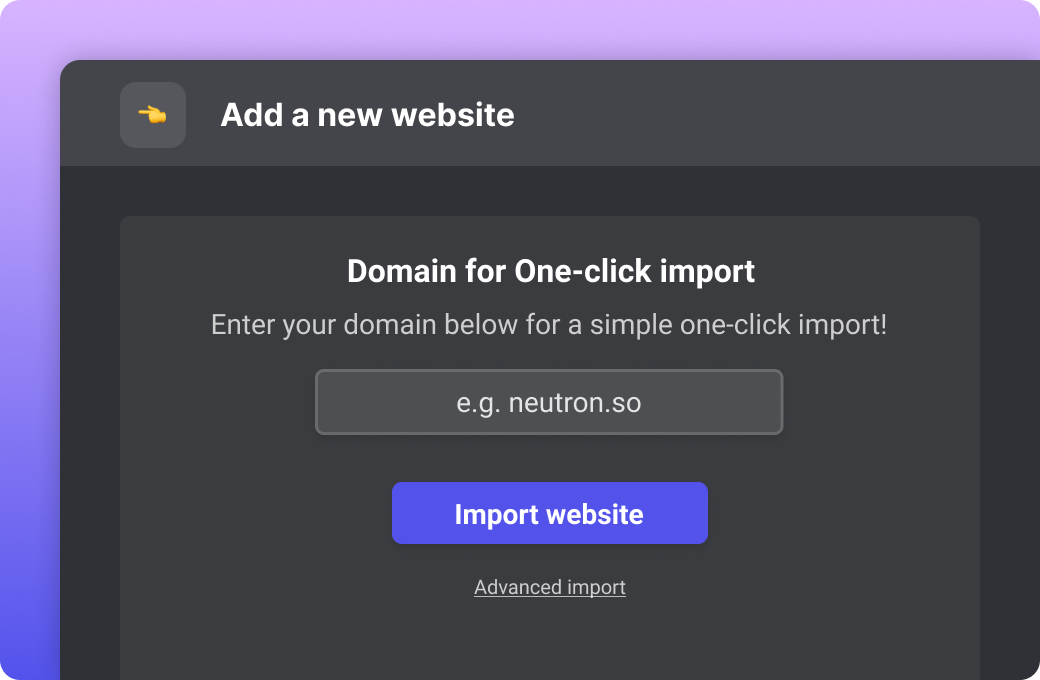 Add a new website
Domain for One-click import
Enter your domain below for a simple one-click import!
e.g. neutron.so
Import website
Advanced import